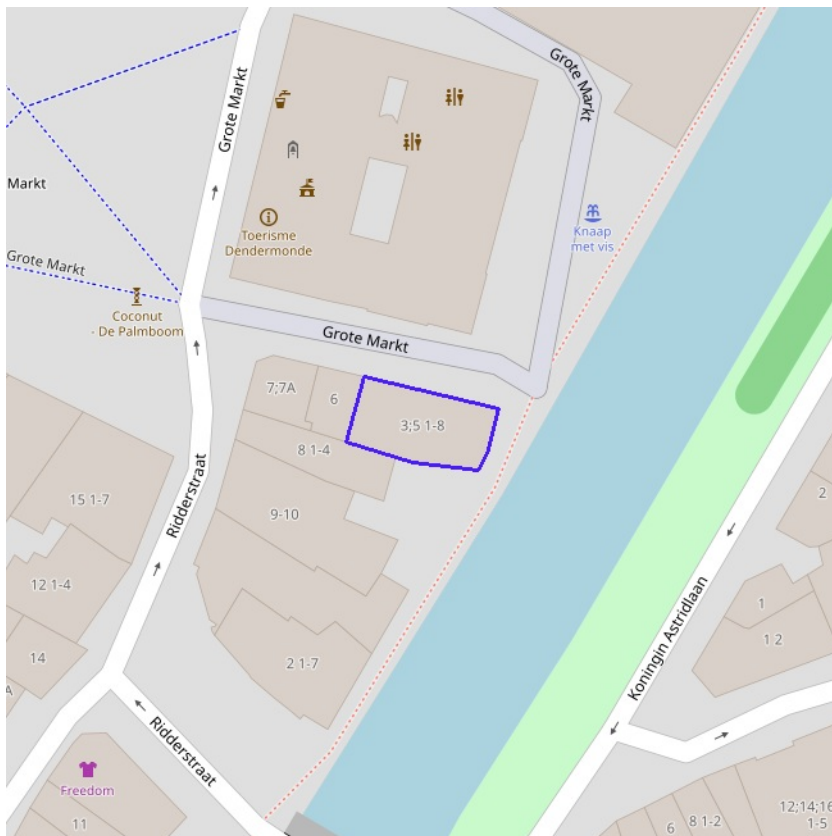 Grote Markt
Grote Markt
Markt
Toerisme
Dendermonde
Knaap
met vis
Grote Markt
Coconut
- De Palmboom
Grote Markt
7;7A
6
3;5 1-8
8 1-4
15 1-7
Ridderstraat
9-10
2
12 1-4
1
Koningin Astridlaan
1 2
14
2 1-7
A
Ridderstraat
Freedom
11
6
8 1-2
12;14;16
1-5